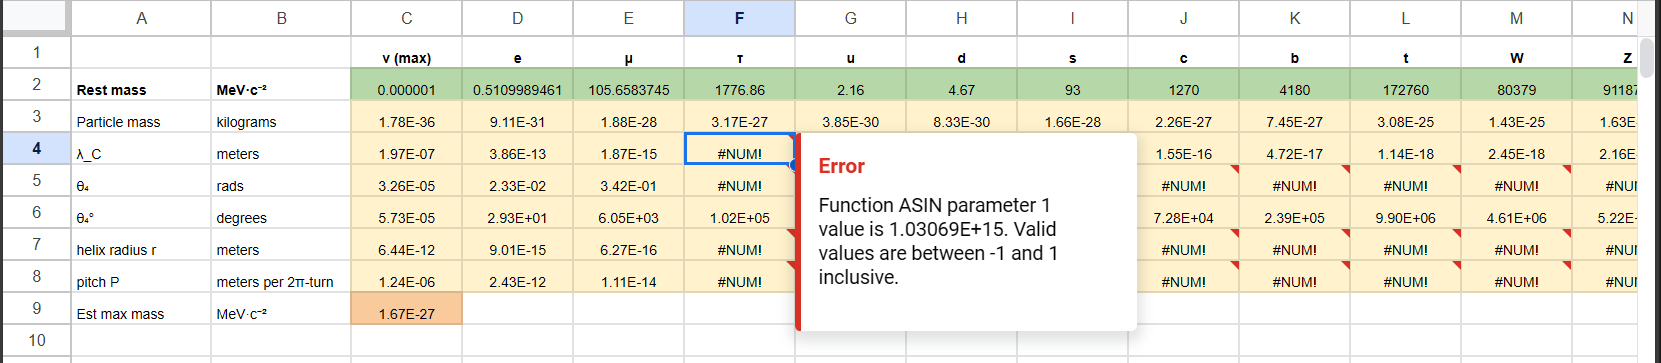 A B C D E F G H I J K L M N
1 ν (max) e μ τ u d s c b t W Z
2 Rest mass MeV·c⁻² 0.000001 0.5109989461 105.6583745 1776.86 2.16 4.67 93 1270 4180 172760 80379 91187
3 Particle mass kilograms 1.78E-36 9.11E-31 1.88E-28 3.17E-27 3.85E-30 8.33E-30 1.66E-28 2.26E-27 7.45E-27 3.08E-25 1.43E-25 1.63E-
4 λ_C meters 1.97E-07 3.86E-13 1.87E-15 #NUM! 1.55E-16 4.72E-17 1.14E-18 2.45E-18 2.16E-
5 θ₄ rads 3.26E-05 2.33E-02 3.42E-01 #NUM! #NUM! #NUM! #NUM! #NUM! #NU
6 θ₄° degrees 5.73E-05 2.93E+01 6.05E+03 1.02E+05 7.28E+04 2.39E+05 9.90E+06 4.61E+06 5.22E-
7 helix radius r meters 6.44E-12 9.01E-15 6.27E-16 #NUM! #NUM! #NUM! #NUM! #NUM! #NU
8 pitch P meters per 2π-turn 1.24E-06 2.43E-12 1.11E-14 #NUM! #NUM! #NUM! #NUM! #NUM! #NU
9 Est max mass MeV·c⁻² 1.67E-27
10
Error
Function ASIN parameter 1
value is 1.03069E+15. Valid
values are between -1 and 1
inclusive.